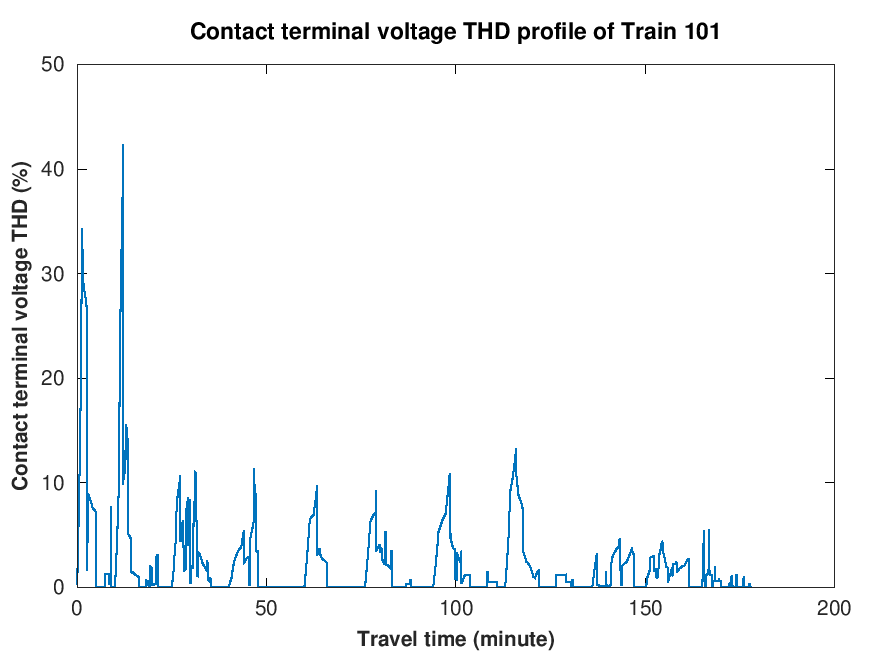 Contact terminal voltage THD profile of Train 101
50
40
30
20
10
0
Contact terminal voltage THD (%)
0 50 100 150 200
Travel time (minute)